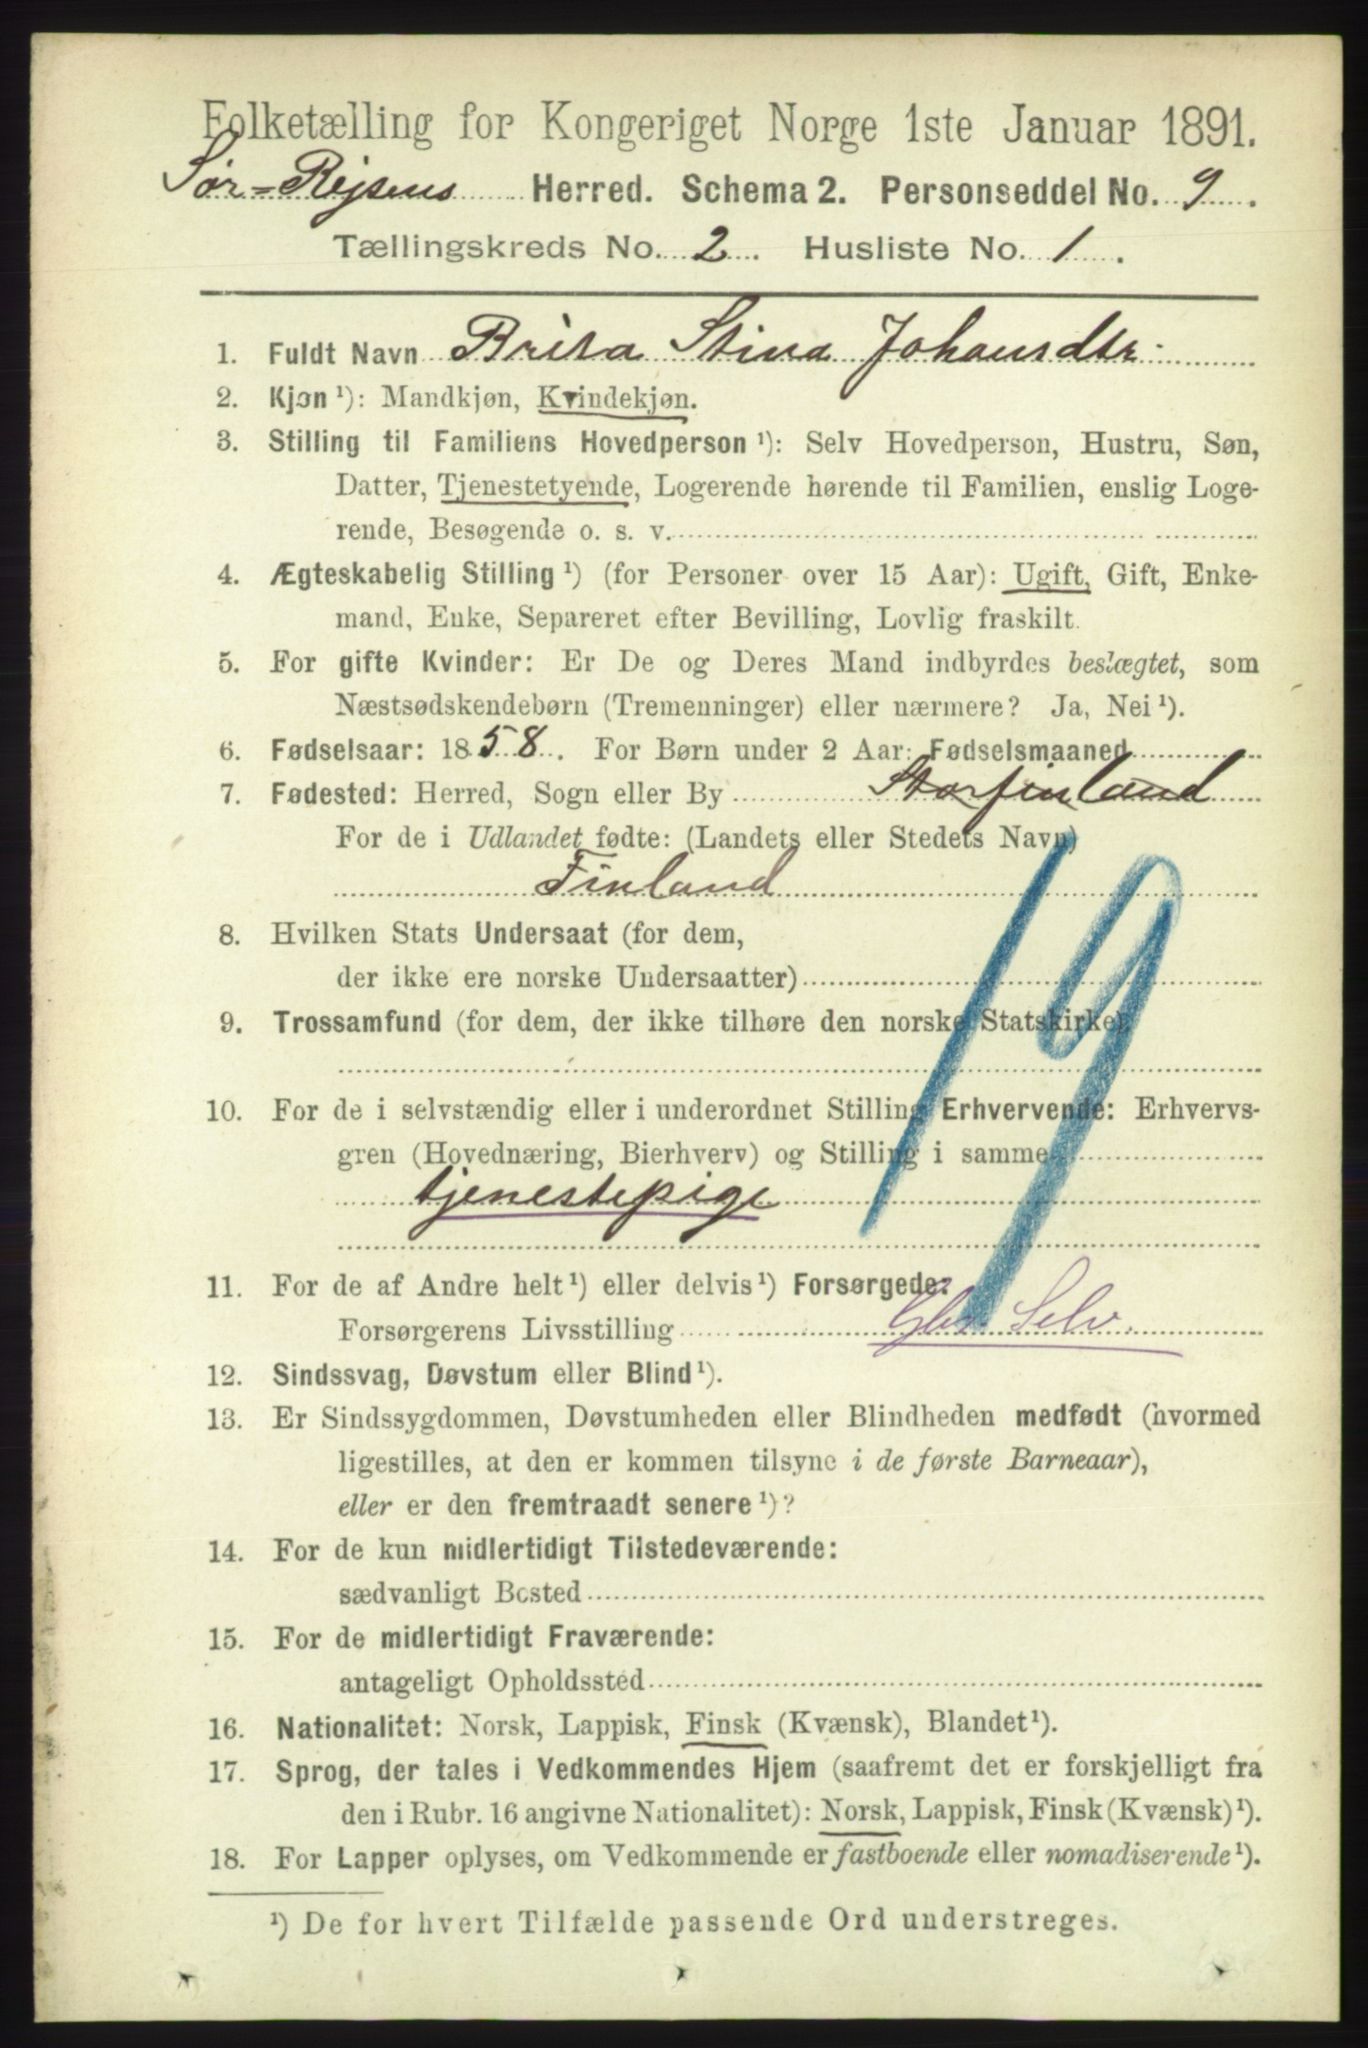 Folketælling for Kongeriget Norge 1ste Januar 1891.
Sør-Rejsens Herred. Schema 2. Personseddel No. 9.
Tællingskreds No. 2. Husliste No. 1.
1. Fuldt Navn Brita Stina Johansdtr
2. Kjøn ¹): Mandkjøn, Kvindekjøn.
3. Stilling til Familiens Hovedperson ¹): Selv Hovedperson, Hustru, Søn,
Datter, Tjenestetyende, Logerende hørende til Familien, enslig Loge-
rende, Besøgende o. s. v.
4. Ægteskabelig Stilling ¹) (for Personer over 15 Aar): Ugift, Gift, Enke-
mand, Enke, Separeret efter Bevilling, Lovlig fraskilt.
5. For gifte Kvinder: Er De og Deres Mand indbyrdes beslægtet, som
Næstsødskendebørn (Tremenninger) eller nærmere? Ja, Nei ¹).
6. Fødselsaar: 1858. For Børn under 2 Aar: Fødselsmaaned
7. Fødested: Herred, Sogn eller By Storfinland
For de i Udlandet fødte: (Landets eller Stedets Navn)
Finland
8. Hvilken Stats Undersaat (for dem,
der ikke ere norske Undersaatter)
9. Trossamfund (for dem, der ikke tilhøre den norske Statskirke).
19
10. For de i selvstændig eller i underordnet Stilling Erhvervende: Erhvervs-
gren (Hovednæring, Bierhverv) og Stilling i samme
tjenestepige
11. For de af Andre helt ¹) eller delvis ¹) Forsørgede:
Forsørgerens Livsstilling Gbr. Selv.
12. Sindssvag, Døvstum eller Blind ¹).
13. Er Sindssygdommen, Døvstumheden eller Blindheden medfødt (hvormed
ligestilles, at den er kommen tilsyne i de første Barneaar),
eller er den fremtraadt senere ¹)?
14. For de kun midlertidigt Tilstedeværende:
sædvanligt Bosted
15. For de midlertidigt Fraværende:
antageligt Opholdssted
16. Nationalitet: Norsk, Lappisk, Finsk (Kvænsk), Blandet ¹).
17. Sprog, der tales i Vedkommendes Hjem (saafremt det er forskjelligt fra
den i Rubr. 16 angivne Nationalitet): Norsk, Lappisk, Finsk (Kvænsk) ¹).
18. For Lapper oplyses, om Vedkommende er fastboende eller nomadiserende ¹).
¹) De for hvert Tilfælde passende Ord understreges.